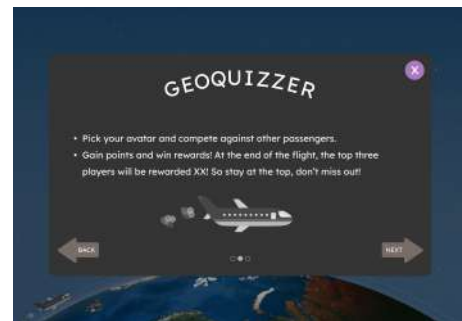 X
GEOQUIZZER
• Pick your avatar and compete against other passengers.
• Gain points and win rewards! At the end of the flight, the top three
players will be rewarded XX! So stay at the top, don't miss out!
BACK
NEXT